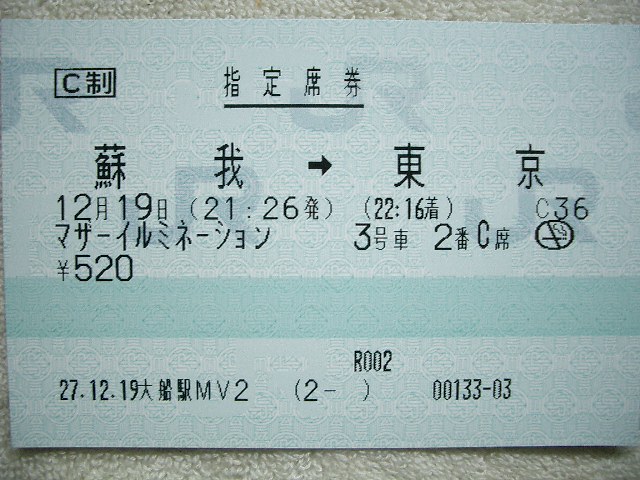 C制 指定席券
蘇我 → 東京
12月19日 (21:26発) (22:16着) C36
マザーイルミネーション 3号車 2番C席
¥520
R002
27.12.19大船駅MV2 (2- ) 00133-03